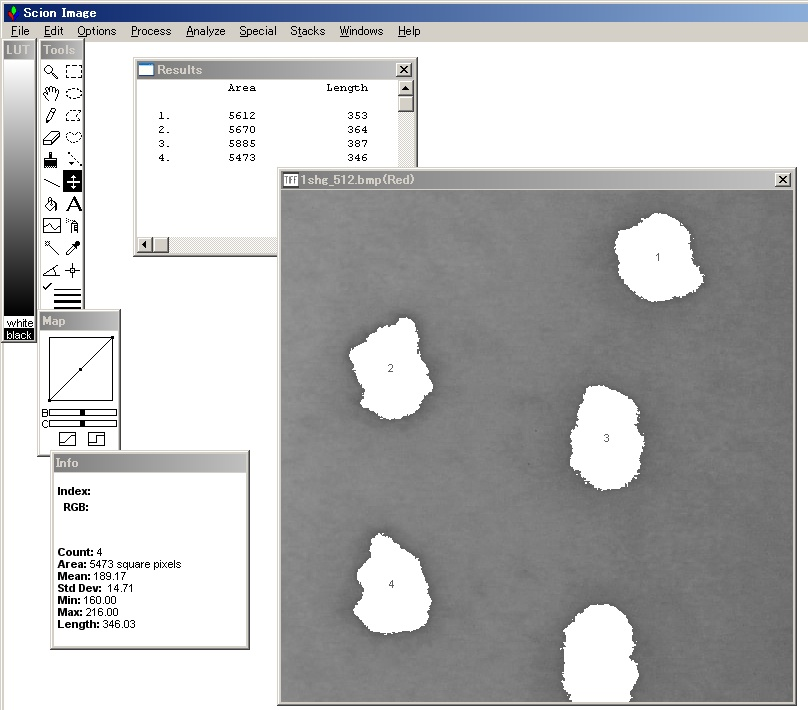 Scion Image
File Edit Options Process Analyze Special Stacks Windows Help
LUT
Tools
A
white
black
Results
Area Length
1. 5612 353
2. 5670 364
3. 5885 387
4. 5473 346
TIFF 1shg_512.bmp(Red)
1
2
3
4
Map
B
C
Info
Index:
RGB:
Count: 4
Area: 5473 square pixels
Mean: 189.17
Std Dev: 14.71
Min: 160.00
Max: 216.00
Length: 346.03